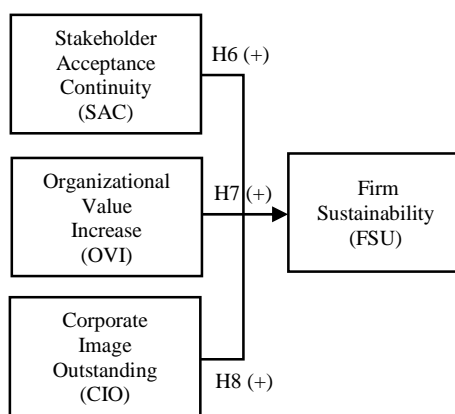 Stakeholder
Acceptance
Continuity
(SAC)
H6 (+)
Organizational
Value
Increase
(OVI)
H7 (+)
Firm
Sustainability
(FSU)
Corporate
Image
Outstanding
(CIO)
H8 (+)